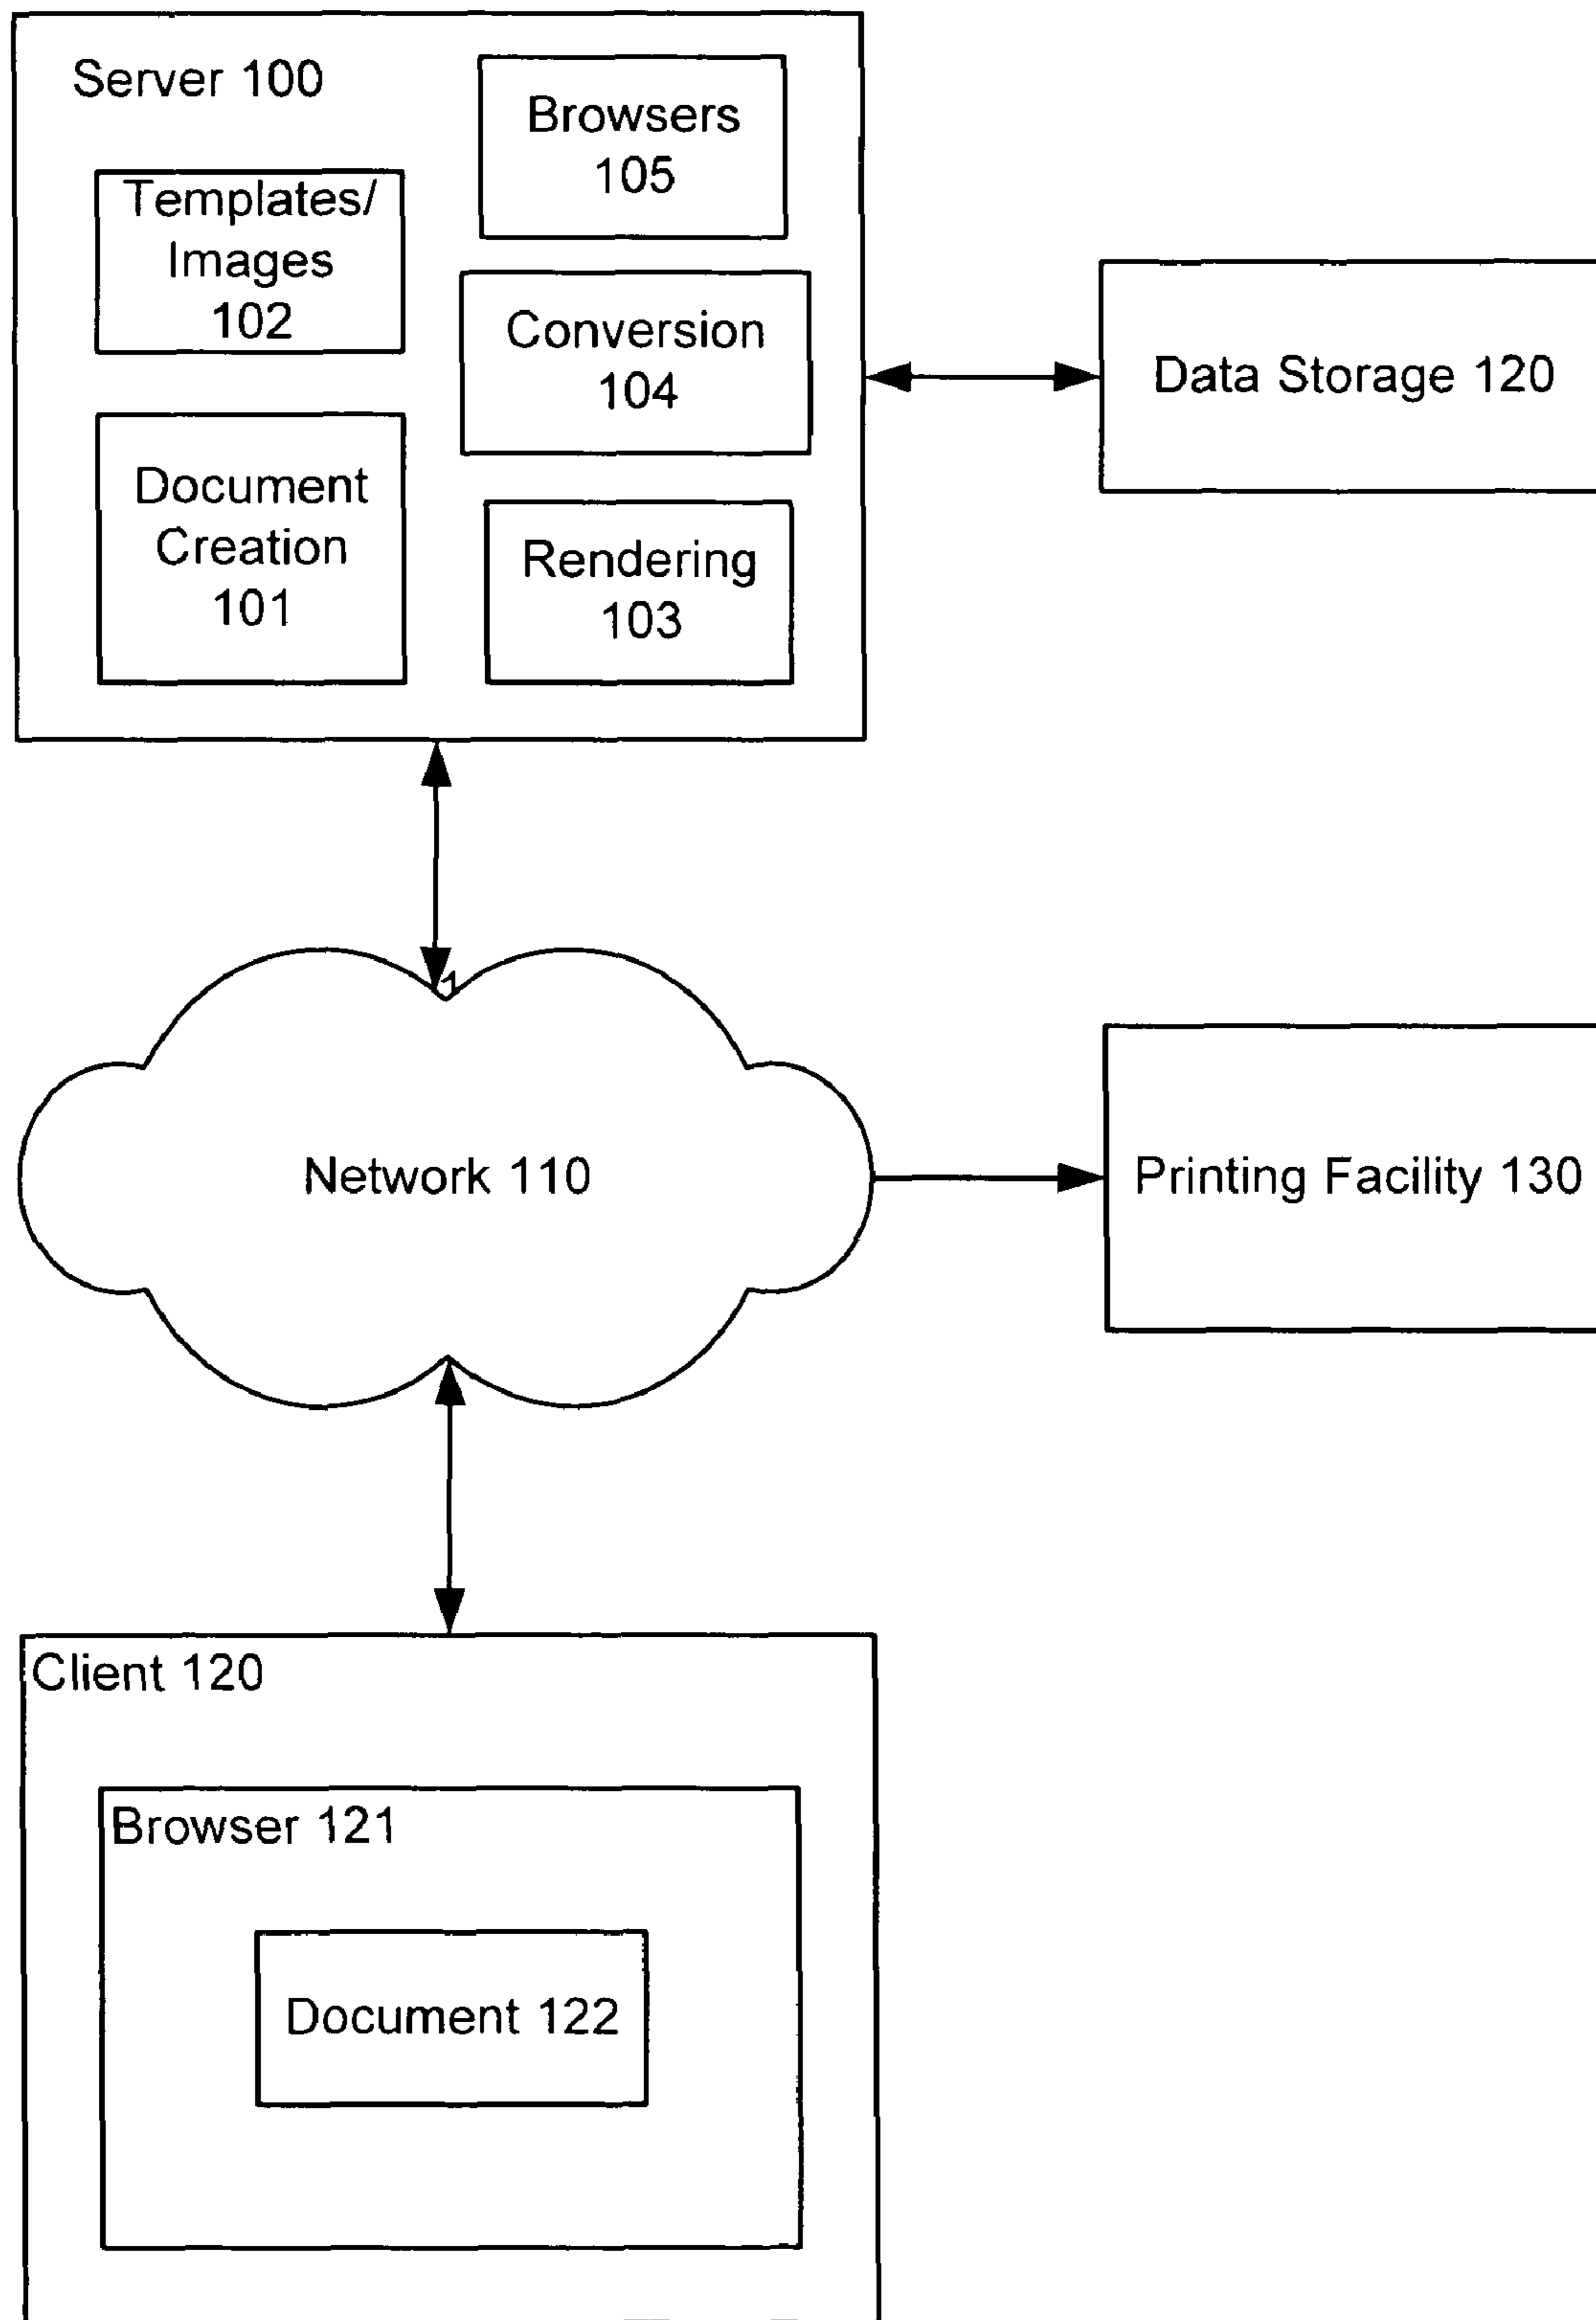 Server 100
Browsers
105
Templates/
Images
102
Conversion
104
Data Storage 120
Document
Creation
101
Rendering
103
1
Network 110
Printing Facility 130
Client 120
Browser 121
Document 122